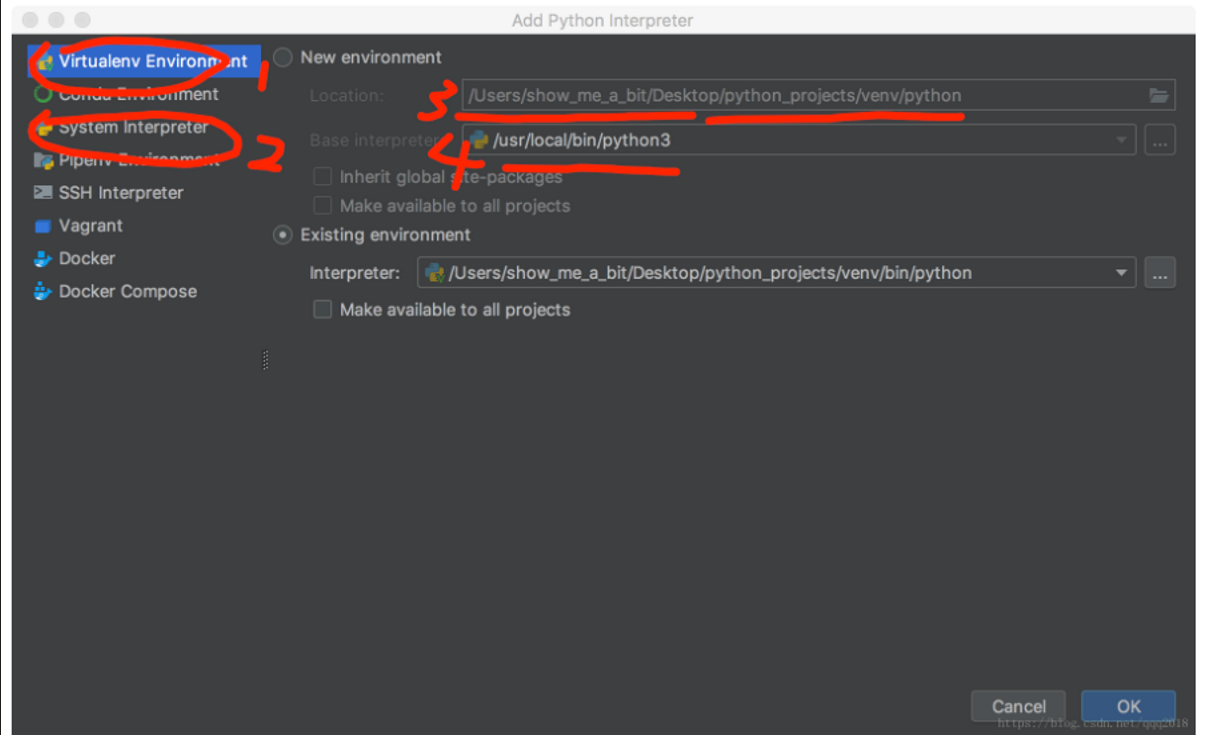 Add Python Interpreter
Virtualenv Environment
1
Conda Environment
System Interpreter
2
Pipenv Environment
SSH Interpreter
Vagrant
Docker
Docker Compose
New environment
Location:
3
/Users/show_me_a_bit/Desktop/python_projects/venv/python
Base interpreter
4
/usr/local/bin/python3
...
Inherit global site-packages
Make available to all projects
Existing environment
Interpreter: /Users/show_me_a_bit/Desktop/python_projects/venv/bin/python ...
Make available to all projects
Cancel OK
https://blog.csdn.net/qqq2018